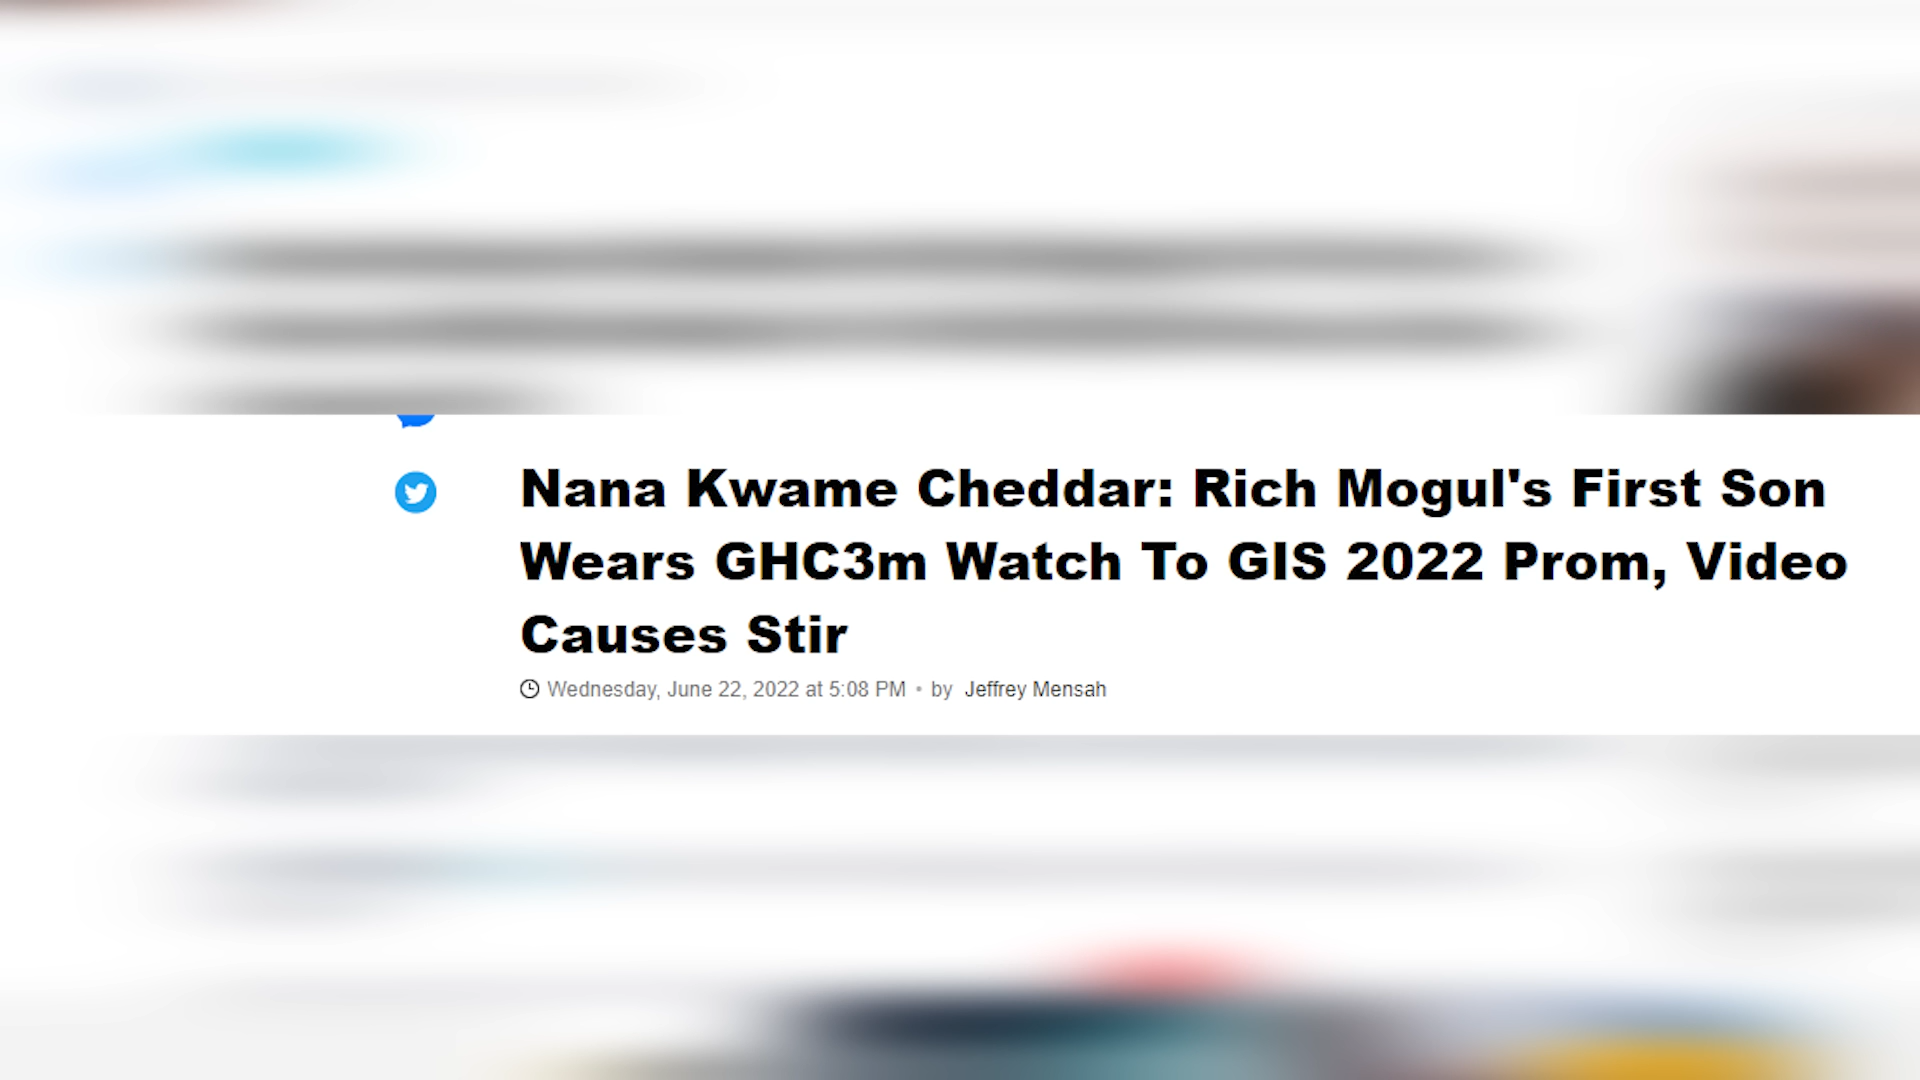 Nana Kwame Cheddar: Rich Mogul's First Son
Wears GHC3m Watch To GIS 2022 Prom, Video
Causes Stir
Wednesday, June 22, 2022 at 5:08 PM • by Jeffrey Mensah